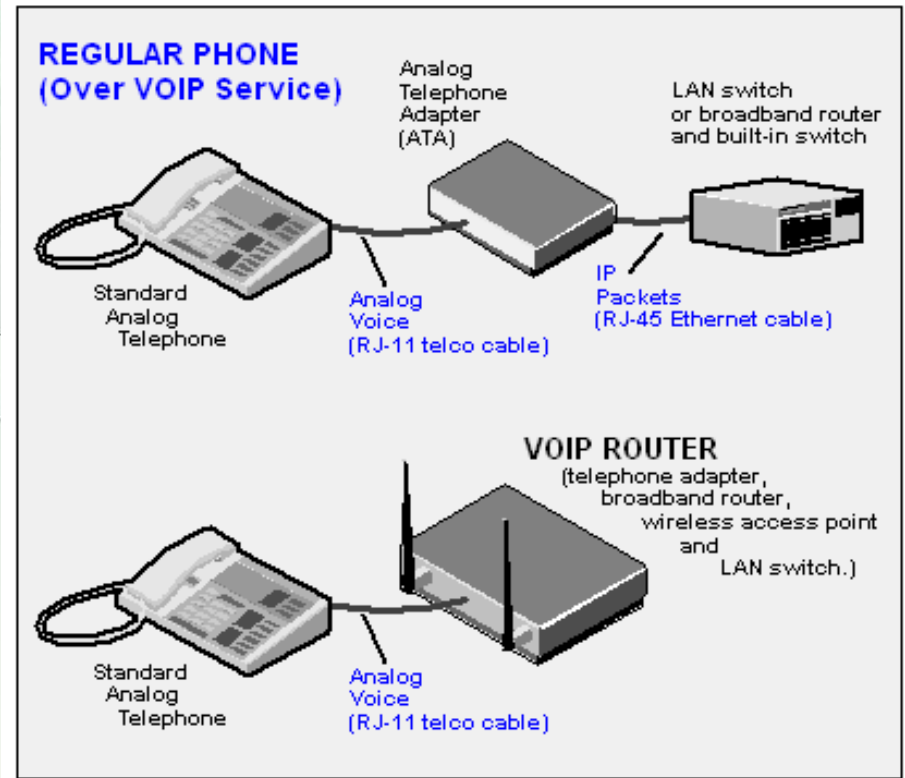 REGULAR PHONE
(Over VOIP Service)
Analog
Telephone
Adapter
(ATA)
LAN switch
or broadband router
and built-in switch
Standard
Analog
Telephone
Analog
Voice
(RJ-11 telco cable)
IP
Packets
(RJ-45 Ethernet cable)
VOIP ROUTER
(telephone adapter,
broadband router,
wireless access point
and
LAN switch.)
Standard
Analog
Telephone
Analog
Voice
(RJ-11 telco cable)